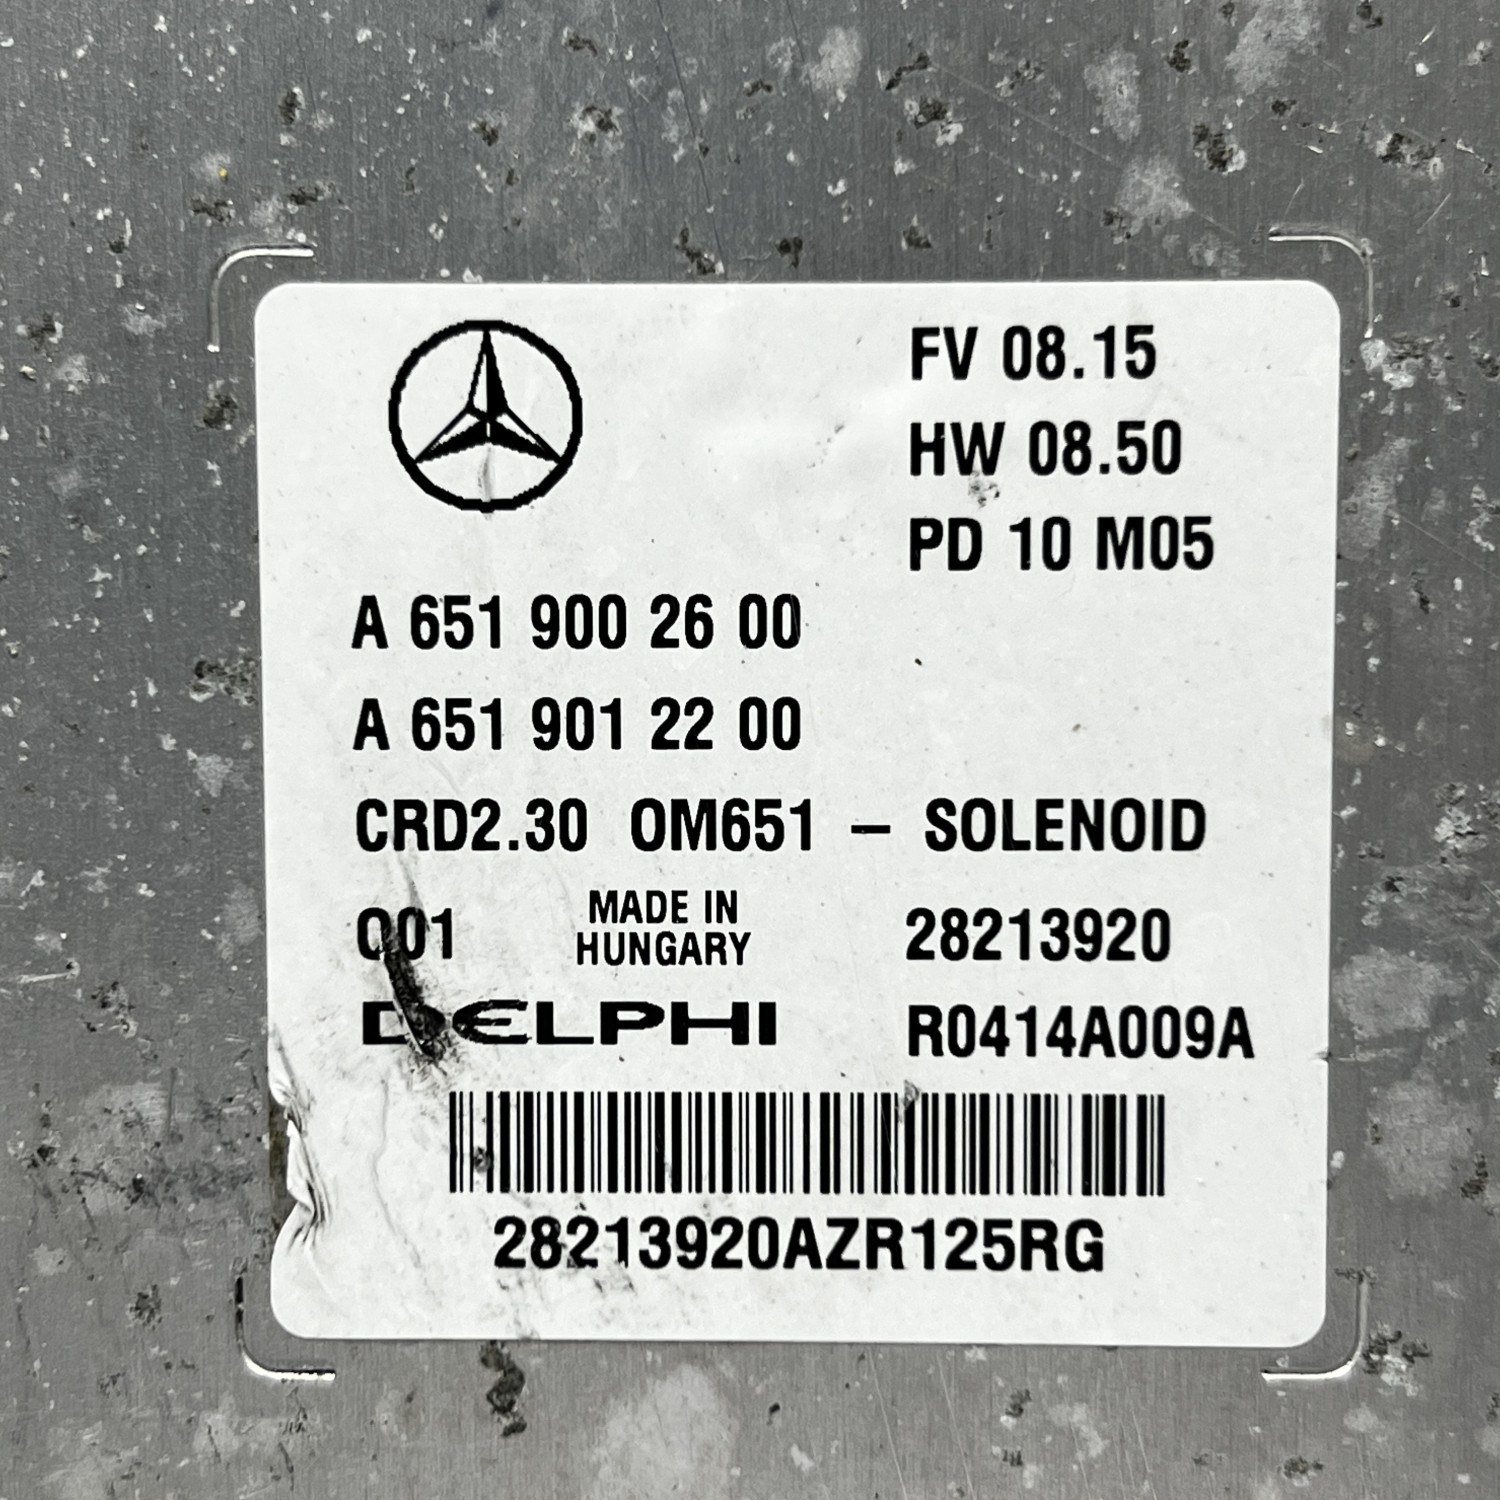 FV 08.15
HW 08.50
PD 10 M05
A 651 900 26 00
A 651 901 22 00
CRD2.30 OM651 – SOLENOID
001 MADE IN HUNGARY 28213920
DELPHI R0414A009A
28213920AZR125RG